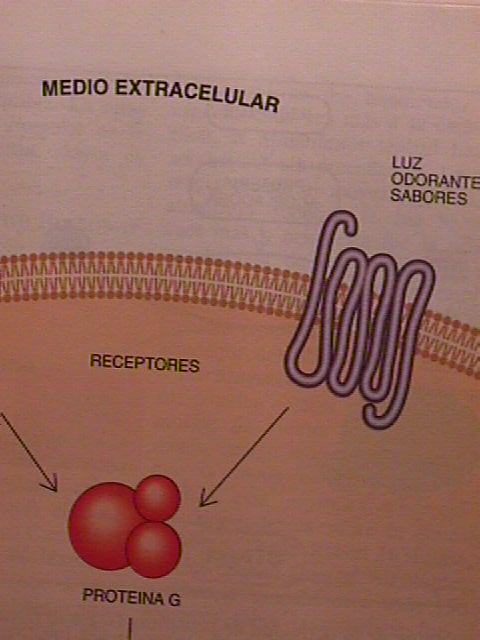 MEDIO EXTRACELULAR
LUZ
ODORANTE
SABORES
RECEPTORES
PROTEINA G